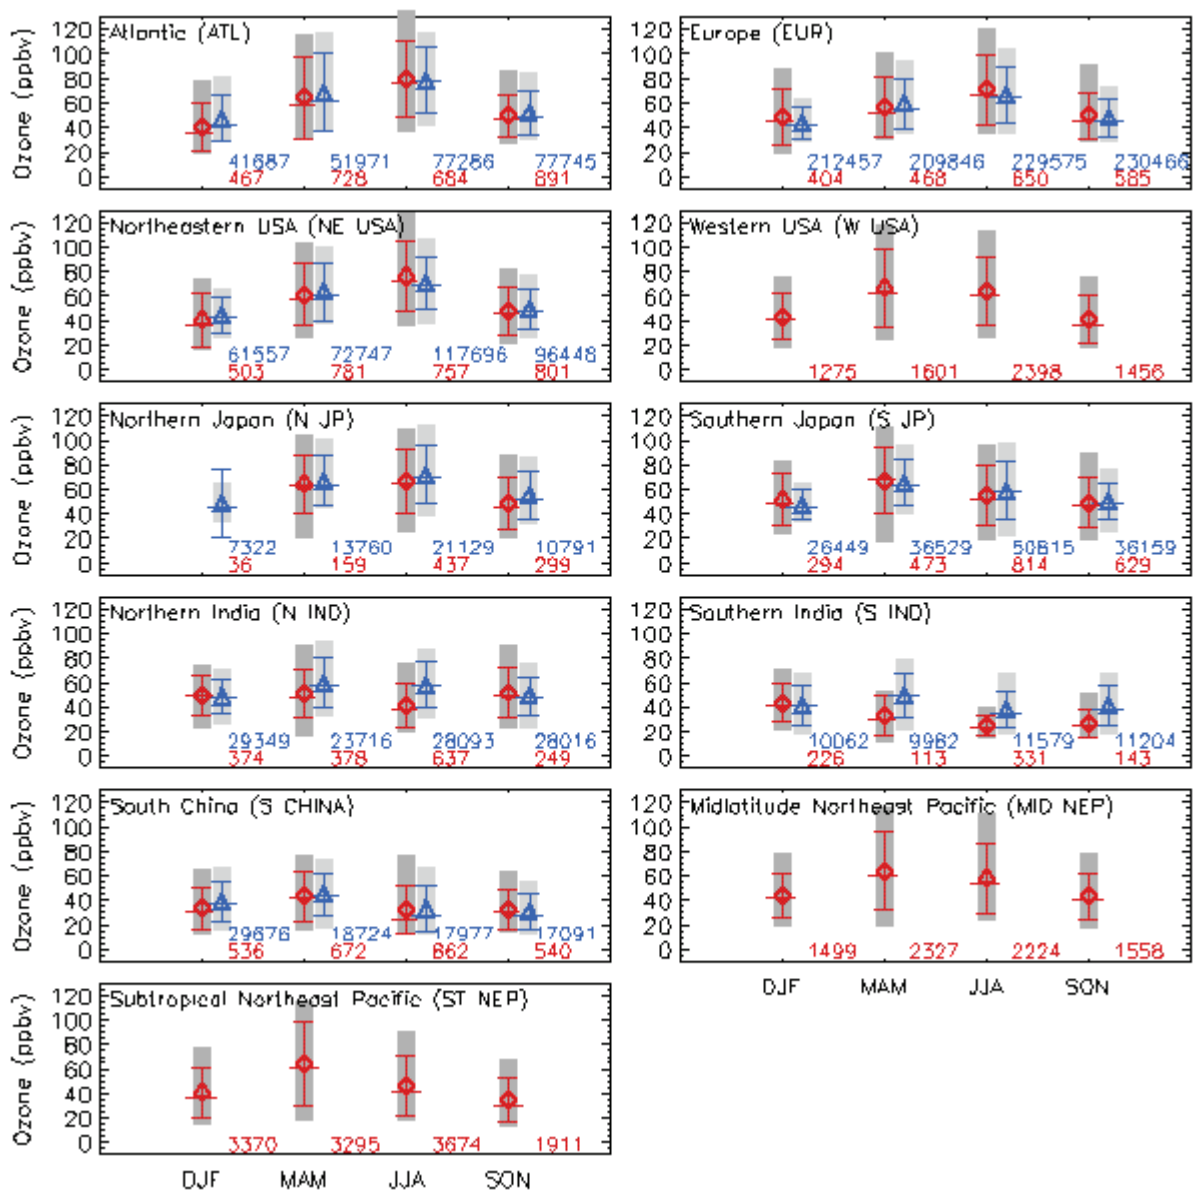 Atlantic (ATL)
Ozone (ppbv)
120
100
80
60
40
20
0
41687 51971 77286 77745
467 728 684 891
Europe (EUR)
120
100
80
60
40
20
0
212457 209846 229575 230466
404 468 650 585
Northeastern USA (NE USA)
Ozone (ppbv)
120
100
80
60
40
20
0
61557 72747 117696 96448
503 781 757 801
Western USA (W USA)
120
100
80
60
40
20
0
1275 1601 2398 1456
Northern Japan (N JP)
Ozone (ppbv)
120
100
80
60
40
20
0
7322 13760 21129 10791
36 159 437 299
Southern Japan (S JP)
120
100
80
60
40
20
0
26449 36529 50815 36159
294 473 814 629
Northern India (N IND)
Ozone (ppbv)
120
100
80
60
40
20
0
29349 23716 28093 28016
374 378 637 249
Southern India (S IND)
120
100
80
60
40
20
0
10062 9962 11579 11204
226 113 331 143
South China (S CHINA)
Ozone (ppbv)
120
100
80
60
40
20
0
29676 18724 17977 17091
536 672 662 540
Midlatitude Northeast Pacific (MID NEP)
120
100
80
60
40
20
0
1499 2327 2224 1558
DJF MAM JJA SON
Subtropical Northeast Pacific (ST NEP)
Ozone (ppbv)
120
100
80
60
40
20
0
3370 3295 3674 1911
DJF MAM JJA SON